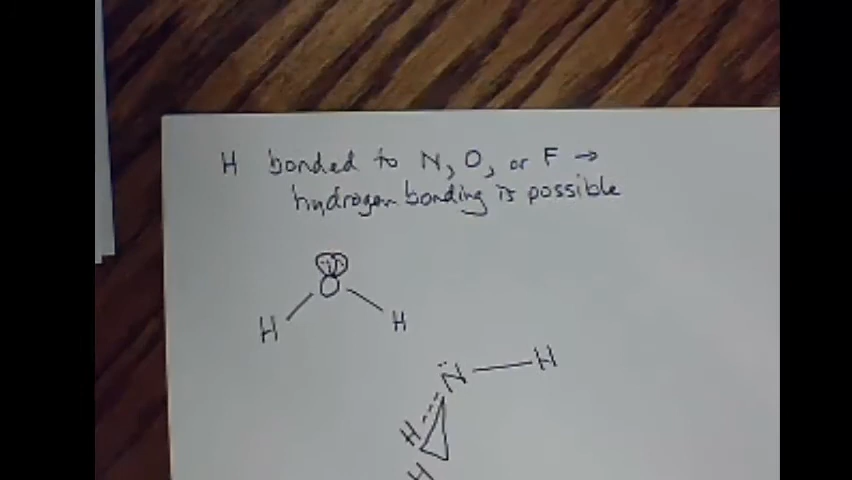 H bonded to N, O, or F →
hydrogen bonding is possible
O
H H
N H
H
H